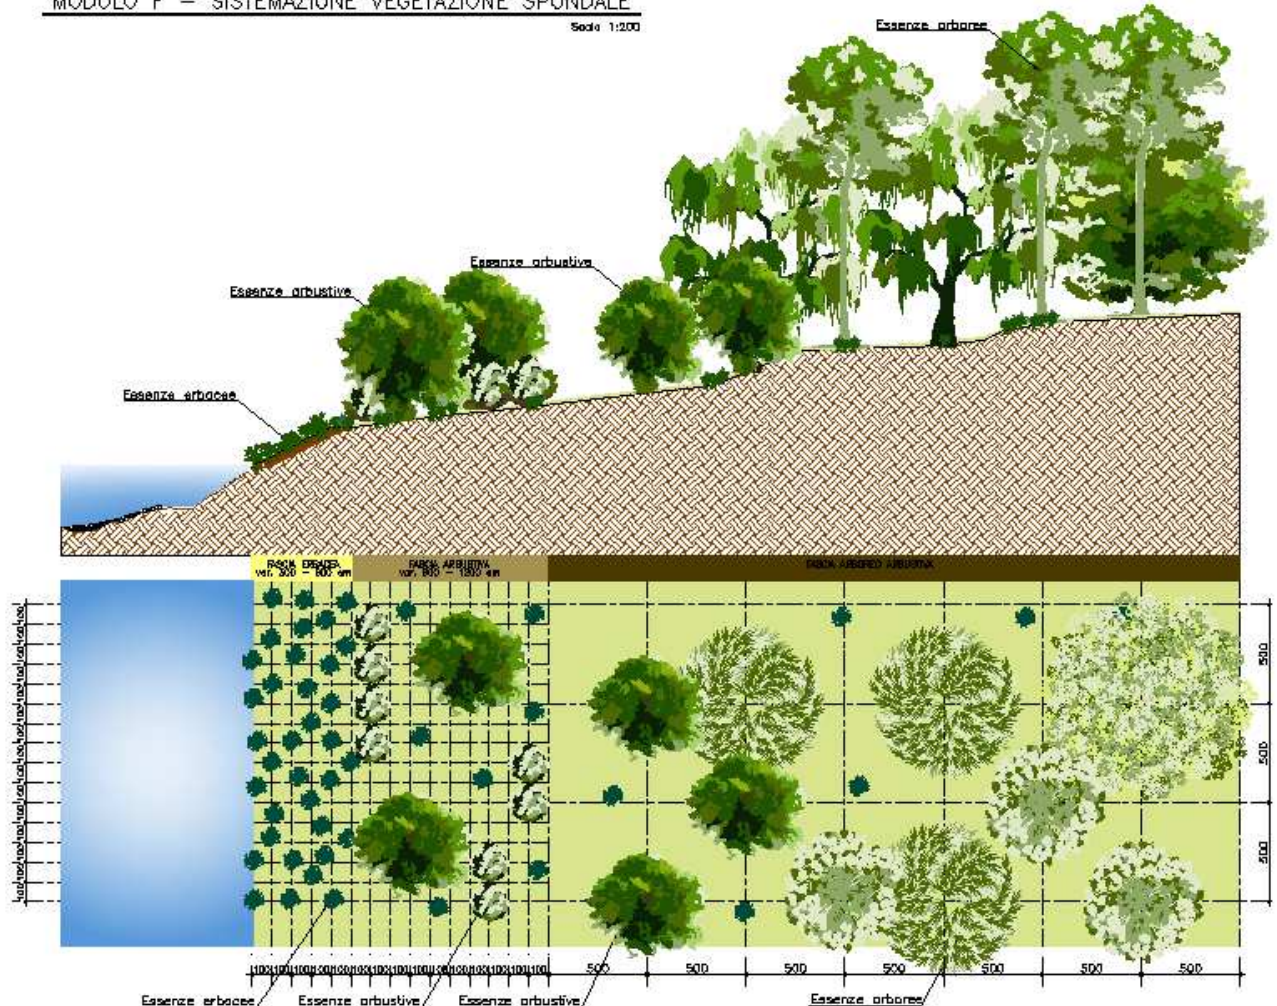 MODULO F – SISTEMAZIONE VEGETAZIONE SPONDALE
Scala 1:200
Essenze arboree
Essenze arbustive
Essenze arbustive
Essenze erbacee
FASCIA ERBACEA
FASCIA ARBUSTIVA
FASCIA ARBOREO ARBUSTIVA
500
500
500
500 500 500 500 500 500 500
Essenze erbacee Essenze arbustive Essenze arbustive Essenze arboree